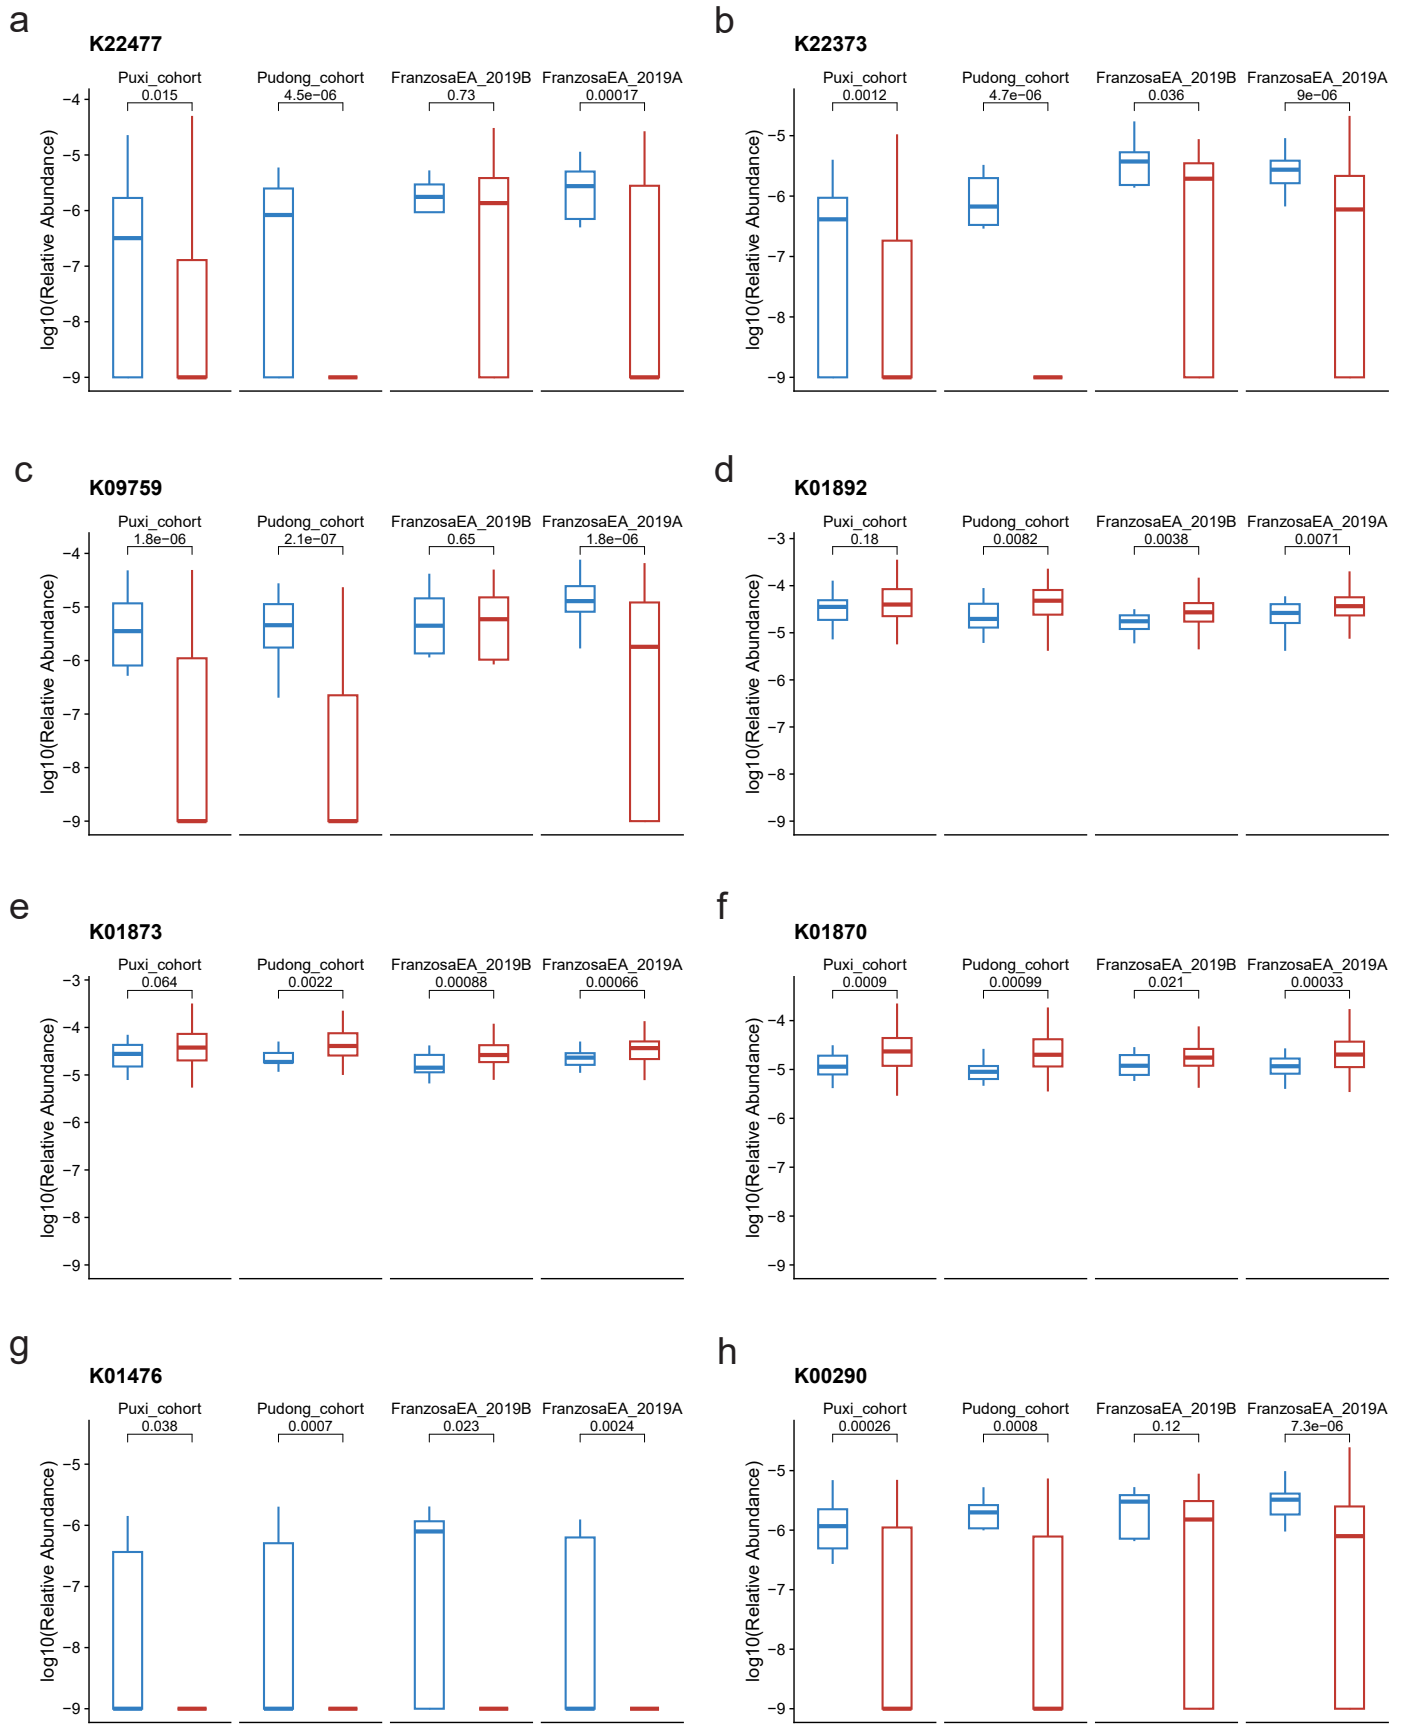 a
K22477
Puxi_cohort Pudong_cohort FranzosaEA_2019B FranzosaEA_2019A
0.015 4.5e−06 0.73 0.00017
−4
−5
−6
−7
−8
−9
log10(Relative Abundance)
b
K22373
Puxi_cohort Pudong_cohort FranzosaEA_2019B FranzosaEA_2019A
0.0012 4.7e−06 0.036 9e−06
−5
−6
−7
−8
−9
log10(Relative Abundance)
c
K09759
Puxi_cohort Pudong_cohort FranzosaEA_2019B FranzosaEA_2019A
1.8e−06 2.1e−07 0.65 1.8e−06
−4
−5
−6
−7
−8
−9
log10(Relative Abundance)
d
K01892
Puxi_cohort Pudong_cohort FranzosaEA_2019B FranzosaEA_2019A
0.18 0.0082 0.0038 0.0071
−3
−4
−5
−6
−7
−8
−9
log10(Relative Abundance)
e
K01873
Puxi_cohort Pudong_cohort FranzosaEA_2019B FranzosaEA_2019A
0.064 0.0022 0.00088 0.00066
−3
−4
−5
−6
−7
−8
−9
log10(Relative Abundance)
f
K01870
Puxi_cohort Pudong_cohort FranzosaEA_2019B FranzosaEA_2019A
0.0009 0.00099 0.021 0.00033
−4
−5
−6
−7
−8
−9
log10(Relative Abundance)
g
K01476
Puxi_cohort Pudong_cohort FranzosaEA_2019B FranzosaEA_2019A
0.038 0.0007 0.023 0.0024
−5
−6
−7
−8
−9
log10(Relative Abundance)
h
K00290
Puxi_cohort Pudong_cohort FranzosaEA_2019B FranzosaEA_2019A
0.00026 0.0008 0.12 7.3e−06
−5
−6
−7
−8
−9
log10(Relative Abundance)